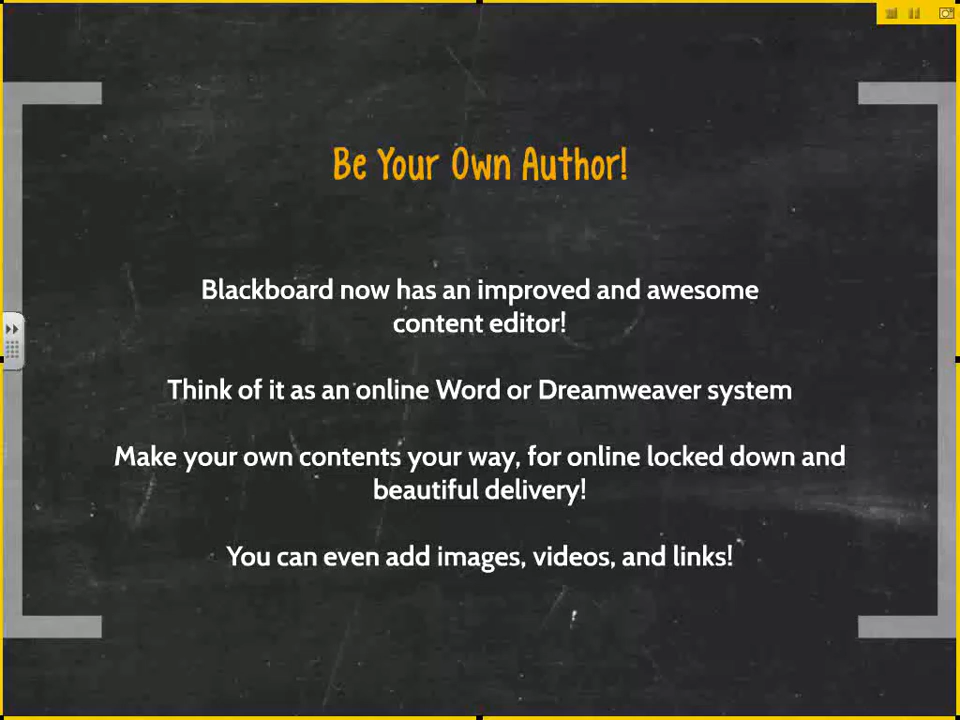 Be Your Own Author!
Blackboard now has an improved and awesome
content editor!
Think of it as an online Word or Dreamweaver system
Make your own contents your way, for online locked down and
beautiful delivery!
You can even add images, videos, and links!